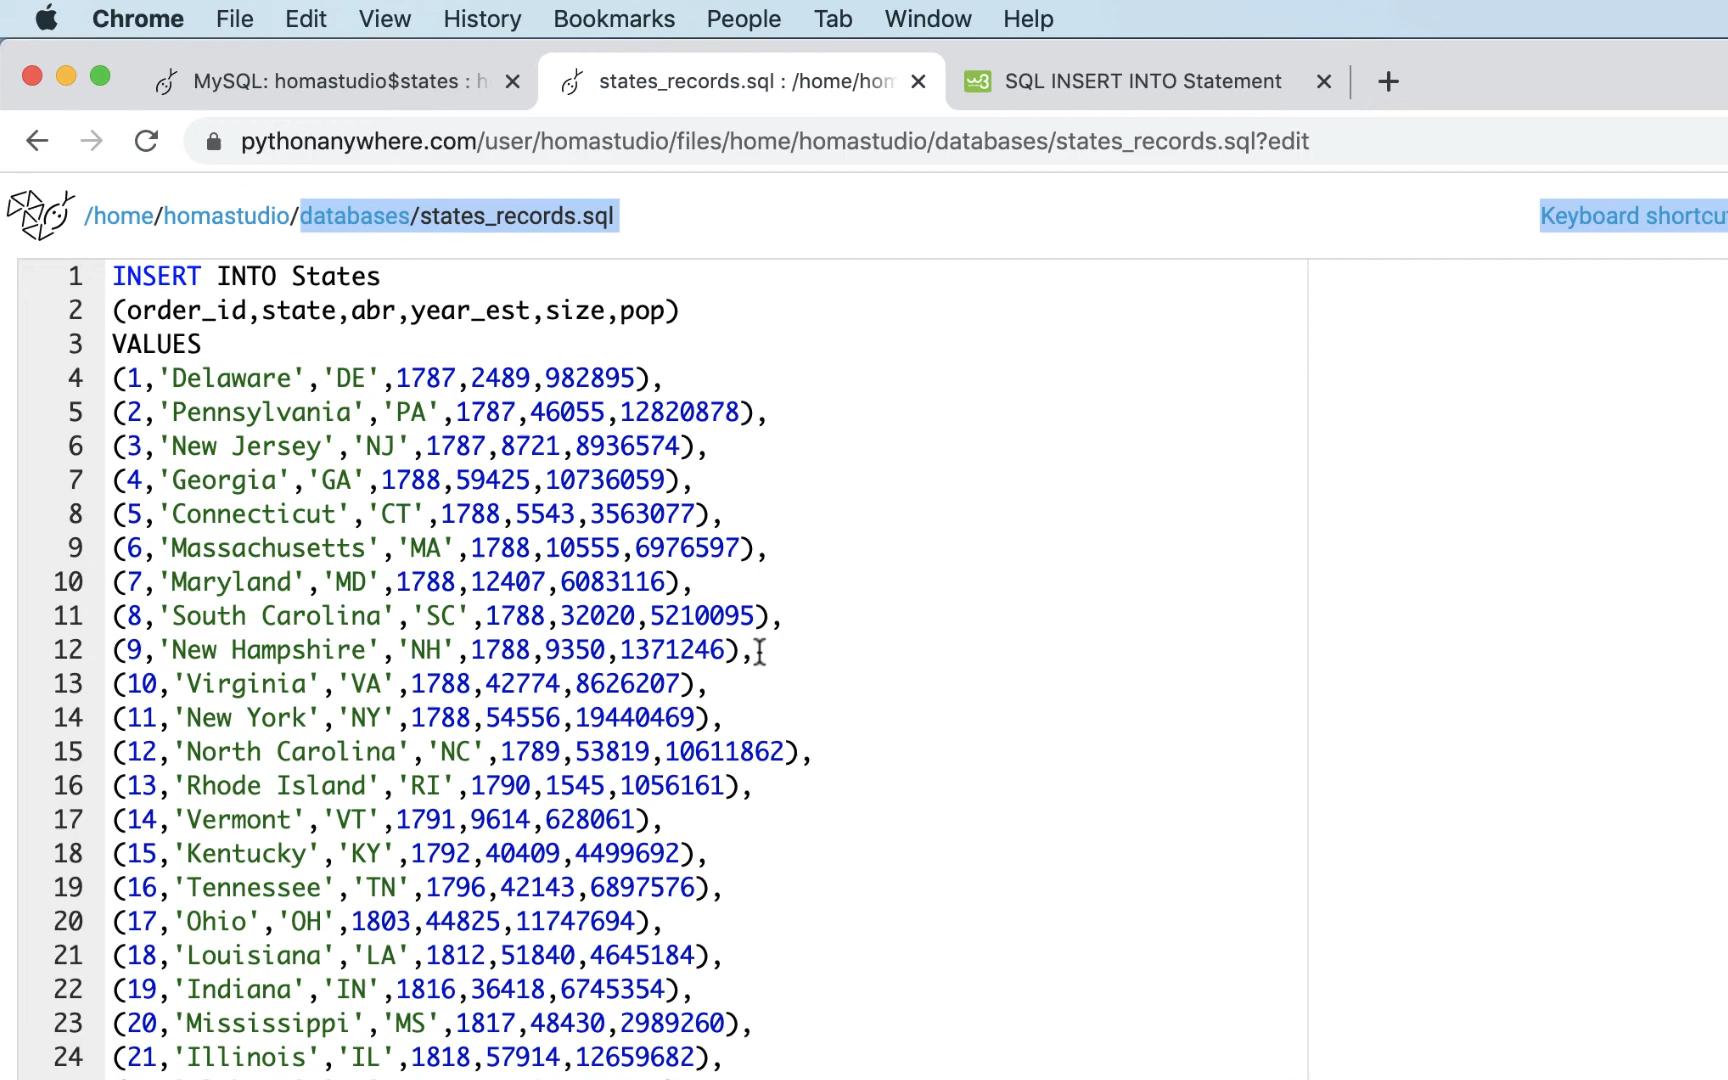 Chrome File Edit View History Bookmarks People Tab Window Help
MySQL: homastudio$states : h states_records.sql : /home/hom SQL INSERT INTO Statement
pythonanywhere.com/user/homastudio/files/home/homastudio/databases/states_records.sql?edit
/home/homastudio/databases/states_records.sql Keyboard shortcut
1 INSERT INTO States
2 (order_id,state,abr,year_est,size,pop)
3 VALUES
4 (1,'Delaware','DE',1787,2489,982895),
5 (2,'Pennsylvania','PA',1787,46055,12820878),
6 (3,'New Jersey','NJ',1787,8721,8936574),
7 (4,'Georgia','GA',1788,59425,10736059),
8 (5,'Connecticut','CT',1788,5543,3563077),
9 (6,'Massachusetts','MA',1788,10555,6976597),
10 (7,'Maryland','MD',1788,12407,6083116),
11 (8,'South Carolina','SC',1788,32020,5210095),
12 (9,'New Hampshire','NH',1788,9350,1371246),
13 (10,'Virginia','VA',1788,42774,8626207),
14 (11,'New York','NY',1788,54556,19440469),
15 (12,'North Carolina','NC',1789,53819,10611862),
16 (13,'Rhode Island','RI',1790,1545,1056161),
17 (14,'Vermont','VT',1791,9614,628061),
18 (15,'Kentucky','KY',1792,40409,4499692),
19 (16,'Tennessee','TN',1796,42143,6897576),
20 (17,'Ohio','OH',1803,44825,11747694),
21 (18,'Louisiana','LA',1812,51840,4645184),
22 (19,'Indiana','IN',1816,36418,6745354),
23 (20,'Mississippi','MS',1817,48430,2989260),
24 (21,'Illinois','IL',1818,57914,12659682),